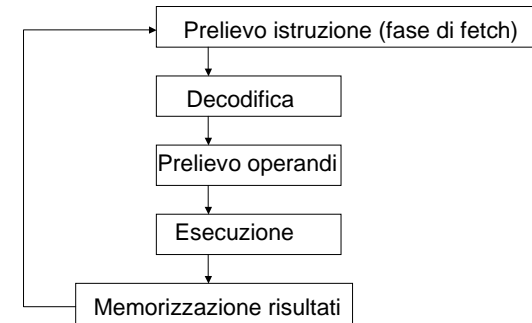 Prelievo istruzione (fase di fetch)
Decodifica
Prelievo operandi
Esecuzione
Memorizzazione risultati